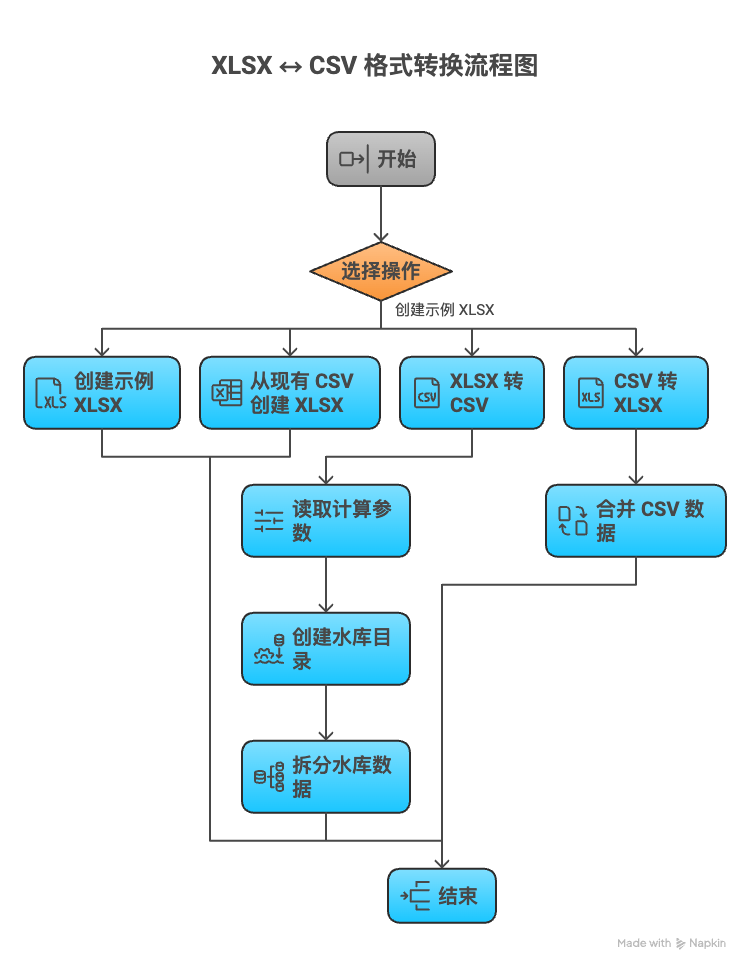 XLSX ↔ CSV 格式转换流程图
开始
选择操作
创建示例 XLSX
创建示例
XLSX
从现有 CSV
创建 XLSX
XLSX 转
CSV
CSV 转
XLSX
XLS
X
CSV
XLS
读取计算参
数
合并 CSV 数
据
创建水库目
录
拆分水库数
据
结束
Made with Napkin